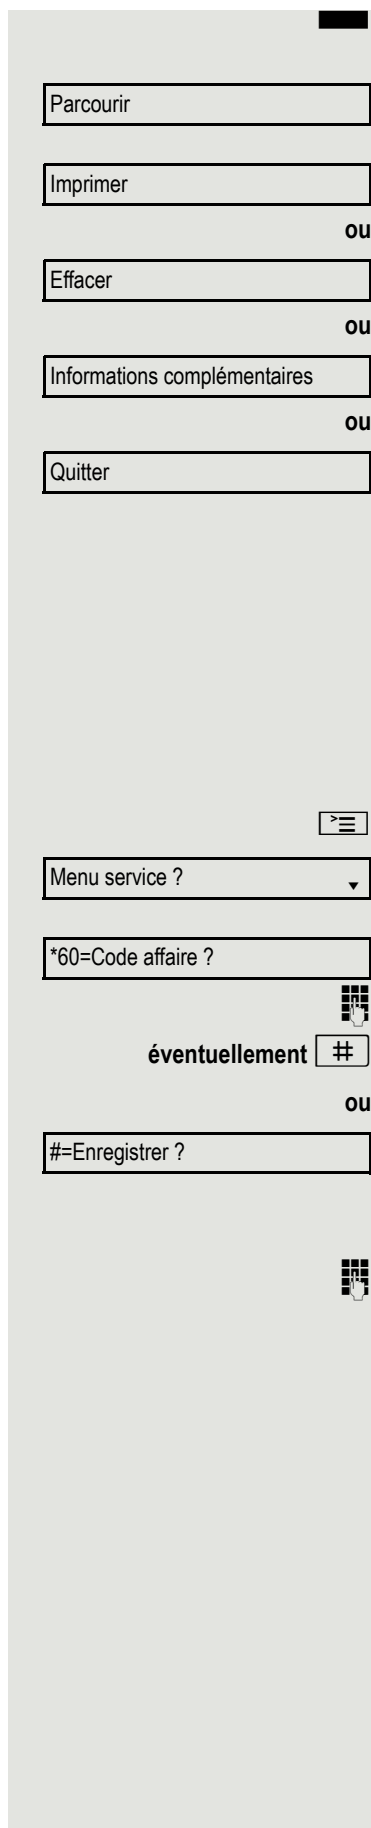 Parcourir
Imprimer
ou
Effacer
ou
Informations complémentaires
ou
Quitter
Menu service ?
*60=Code affaire ?
éventuellement #
ou
#=Enregistrer ?